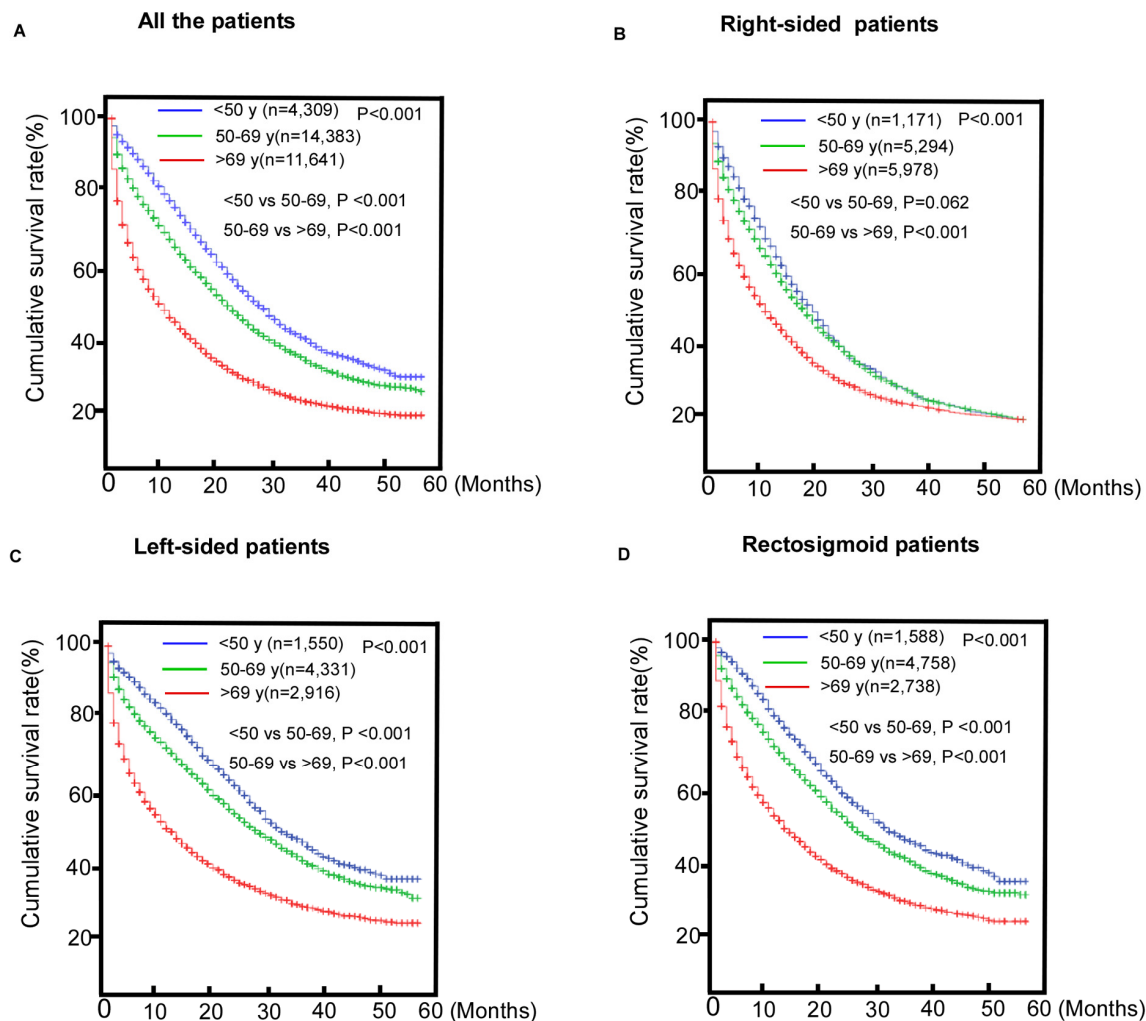 A
All the patients
<50 y (n=4,309) P<0.001
50-69 y(n=14,383)
>69 y(n=11,641)
<50 vs 50-69, P <0.001
50-69 vs >69, P<0.001
Cumulative survival rate(%)
100
80
60
40
20
0 10 20 30 40 50 60 (Months)
B
Right-sided patients
<50 y (n=1,171) P<0.001
50-69 y(n=5,294)
>69 y(n=5,978)
<50 vs 50-69, P=0.062
50-69 vs >69, P<0.001
Cumulative survival rate(%)
100
80
60
40
20
0 10 20 30 40 50 60 (Months)
C
Left-sided patients
<50 y (n=1,550) P<0.001
50-69 y(n=4,331)
>69 y(n=2,916)
<50 vs 50-69, P <0.001
50-69 vs >69, P<0.001
Cumulative survival rate(%)
100
80
60
40
20
0 10 20 30 40 50 60 (Months)
D
Rectosigmoid patients
<50 y (n=1,588) P<0.001
50-69 y(n=4,758)
>69 y(n=2,738)
<50 vs 50-69, P <0.001
50-69 vs >69, P<0.001
Cumulative survival rate(%)
100
80
60
40
20
0 10 20 30 40 50 60 (Months)